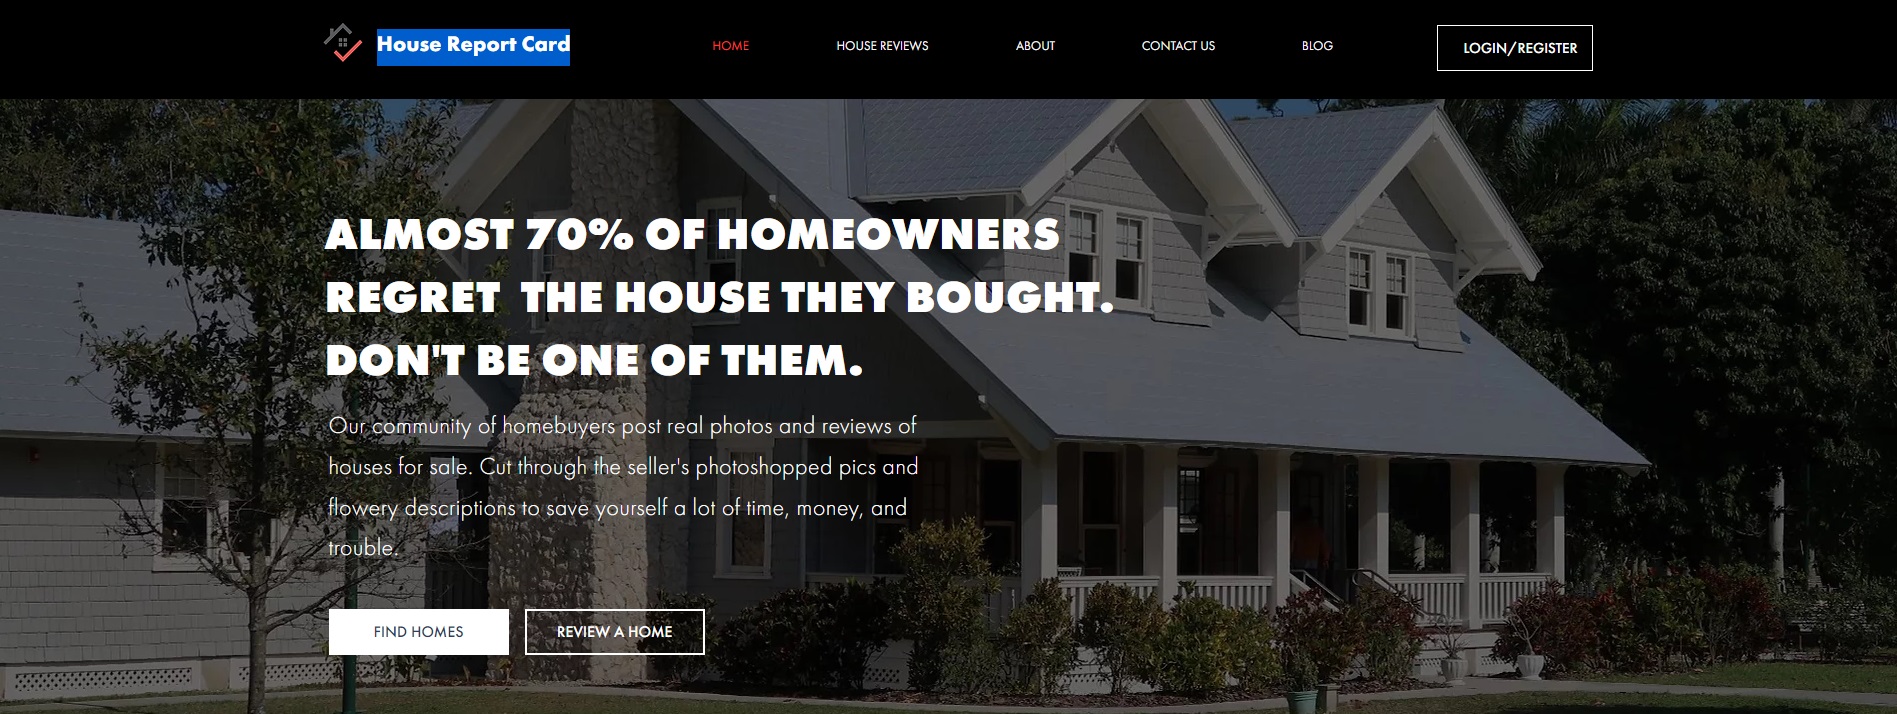 House Report Card
HOME
HOUSE REVIEWS
ABOUT
CONTACT US
BLOG
LOGIN/REGISTER
ALMOST 70% OF HOMEOWNERS
REGRET THE HOUSE THEY BOUGHT.
DON'T BE ONE OF THEM.
Our community of homebuyers post real photos and reviews of
houses for sale. Cut through the seller's photoshopped pics and
flowery descriptions to save yourself a lot of time, money, and
trouble.
FIND HOMES
REVIEW A HOME